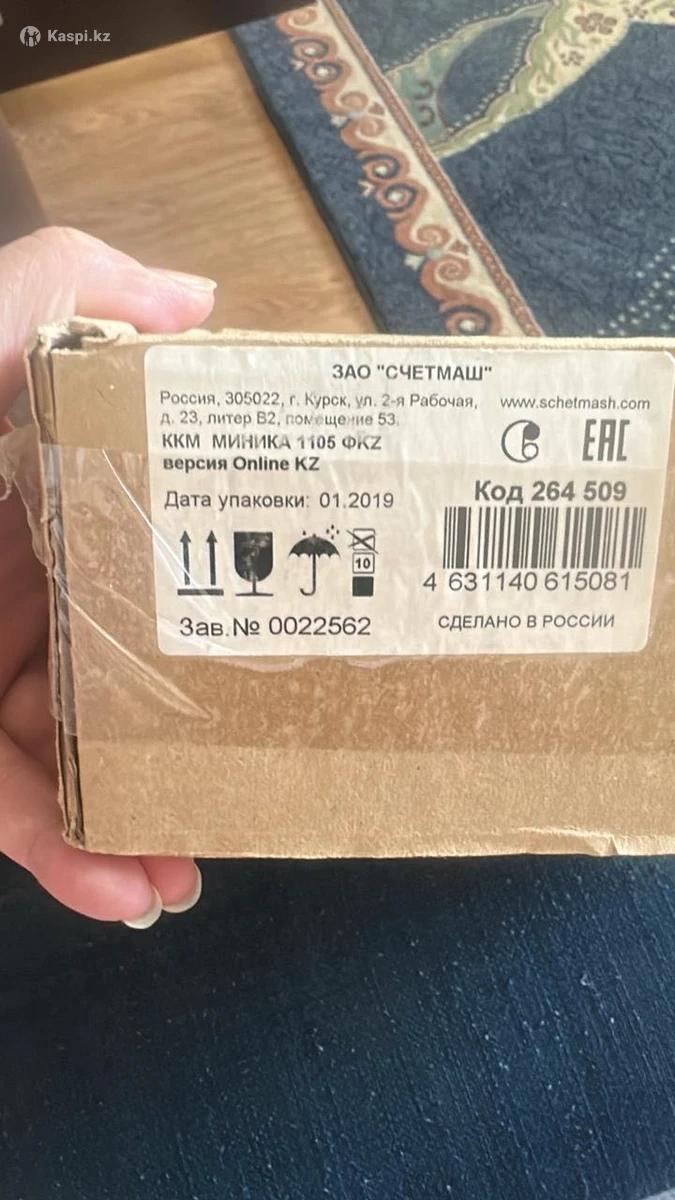 Kaspi.kz
ЗАО "СЧЕТМАШ"
Россия, 305022, г. Курск, ул. 2-я Рабочая,
д. 23, литер В2, помещение 53.
www.schetmash.com
ККМ МИНИКА 1105 ФKZ
версия Online KZ
EAC
Дата упаковки: 01.2019
Код 264 509
10
4 631140 615081
Зав.№ 0022562
СДЕЛАНО В РОССИИ